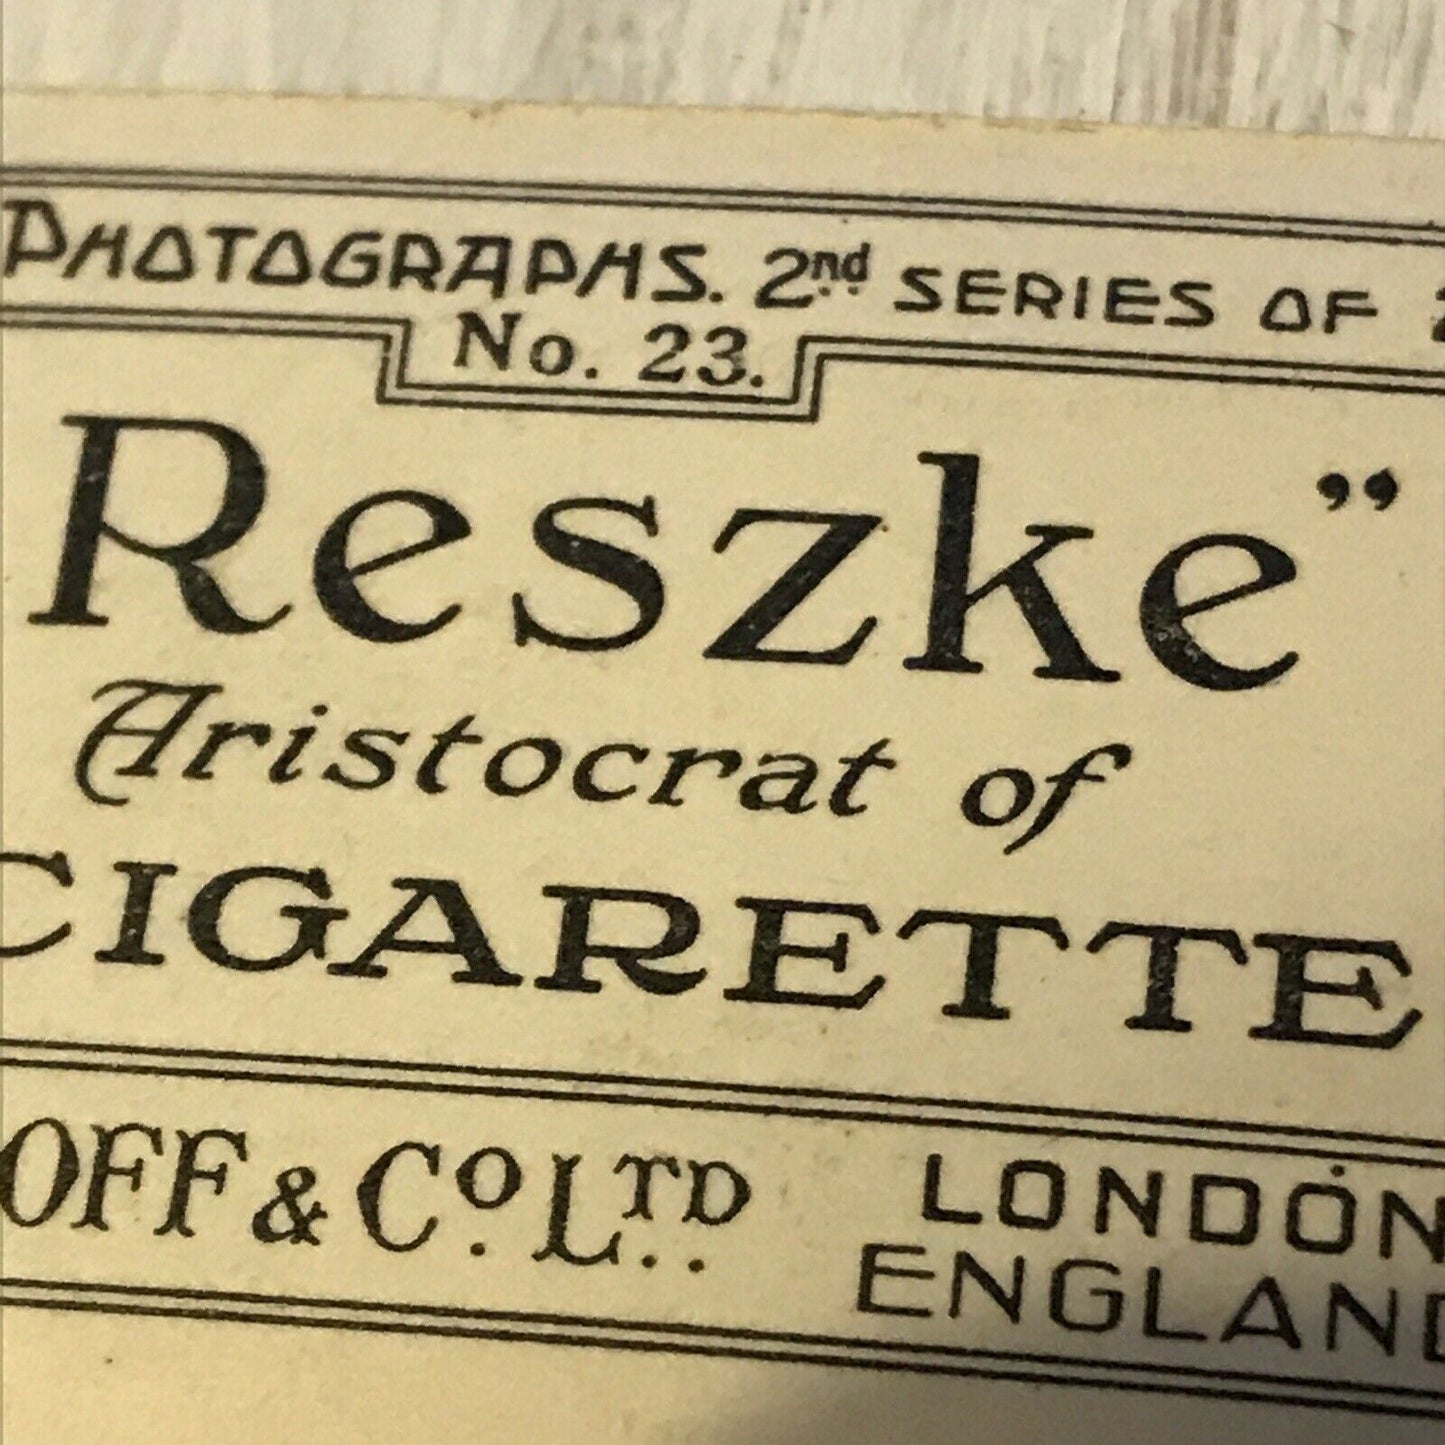 PHOTOGRAPHS. 2nd SERIES OF
No. 23.
Reszke”
Aristocrat of
CIGARETTE
OFF & Co. LTD.
LONDON
ENGLAND